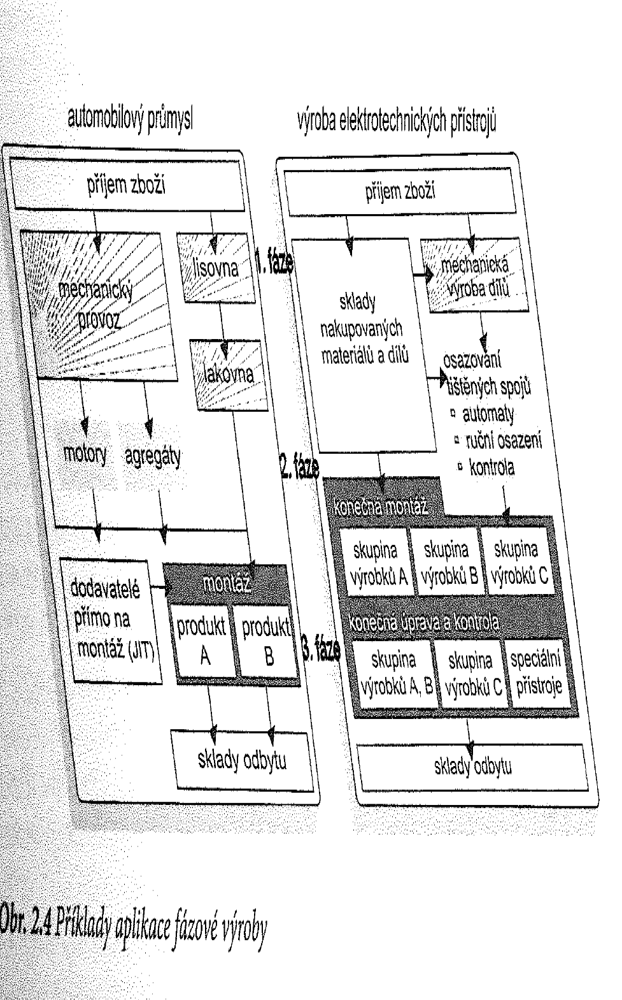 automobilový průmysl
výroba elektrotechnických přístrojů
příjem zboží
mechanický
provoz
lisovna
lakovna
motory
agregáty
dodavatelé
přímo na
montáž (JIT)
montáž
produkt
A
produkt
B
sklady odbytu
1. fáze
2. fáze
3. fáze
příjem zboží
sklady
nakupovaných
materiálů a dílů
mechanická
výroba dílů
osazování
tištěných spojů
▫ automaty
▫ ruční osazení
▫ kontrola
konečná montáž
skupina
výrobků A
skupina
výrobků B
skupina
výrobků C
konečná úprava a kontrola
skupina
výrobků A, B
skupina
výrobků C
speciální
přístroje
sklady odbytu
Obr. 2.4 Příklady aplikace fázové výroby